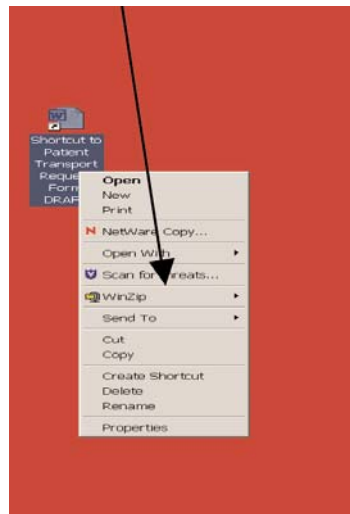 Shortcut to
Patient
Transport
Reque
Form
DRAF
Open
New
Print
NetWare Copy...
Open With
Scan for Threats...
WinZip
Send To
Cut
Copy
Create Shortcut
Delete
Rename
Properties